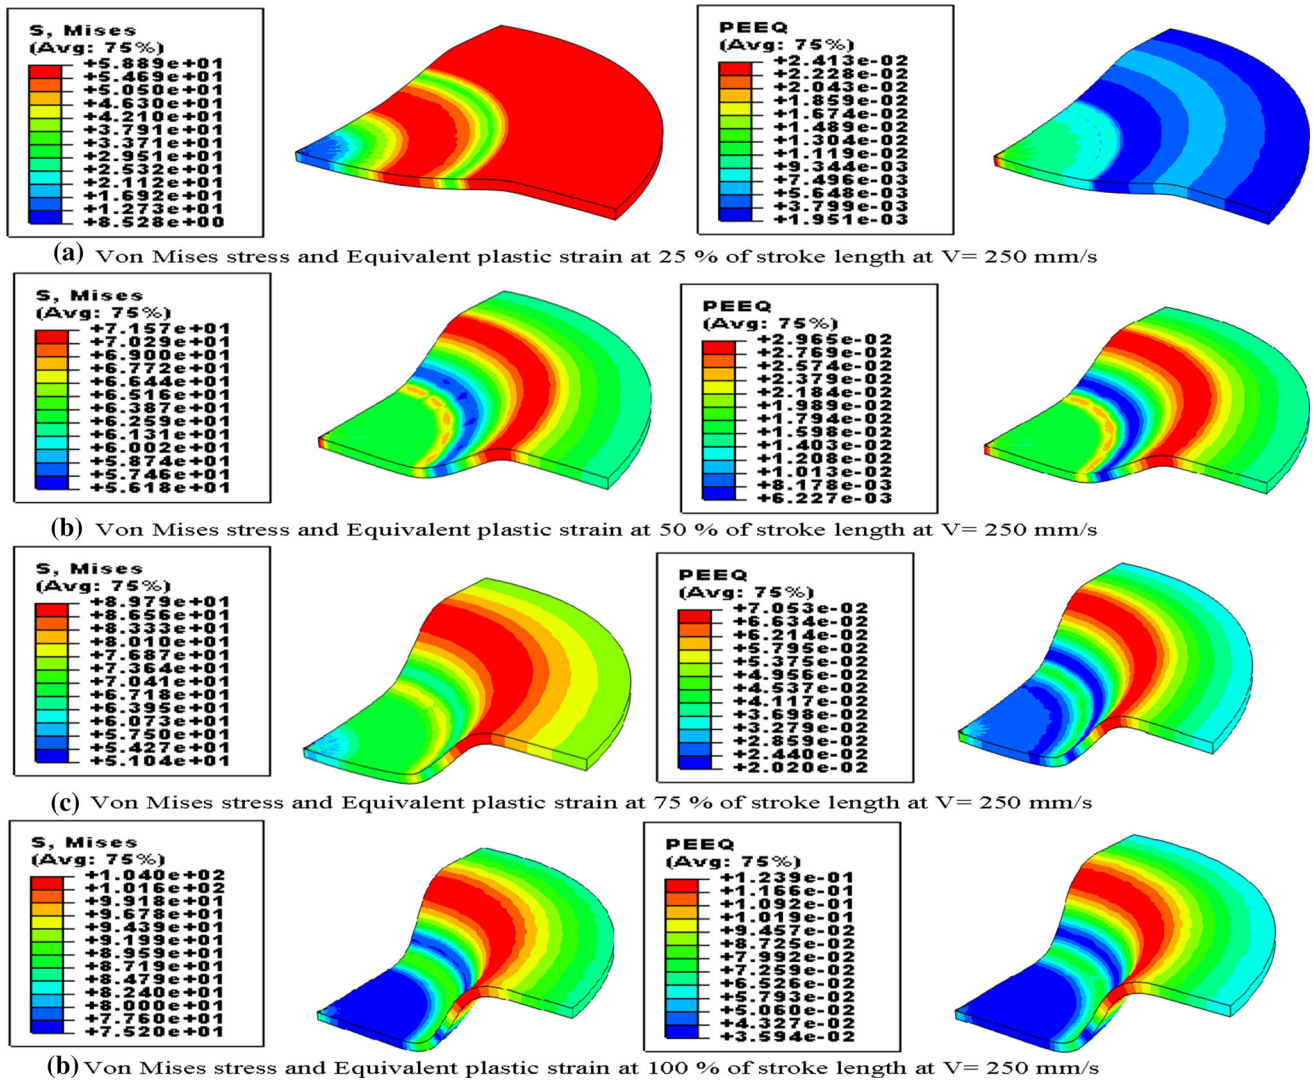 S, Mises
(Avg: 75%)
+5.889e+01
+5.469e+01
+5.050e+01
+4.630e+01
+4.210e+01
+3.791e+01
+3.371e+01
+2.951e+01
+2.532e+01
+2.112e+01
+1.692e+01
+1.273e+01
+8.528e+00
PEEQ
(Avg: 75%)
+2.413e-02
+2.228e-02
+2.043e-02
+1.859e-02
+1.674e-02
+1.489e-02
+1.304e-02
+1.119e-02
+9.344e-03
+7.496e-03
+5.648e-03
+3.799e-03
+1.951e-03
(a) Von Mises stress and Equivalent plastic strain at 25 % of stroke length at V= 250 mm/s
S, Mises
(Avg: 75%)
+7.157e+01
+7.029e+01
+6.900e+01
+6.772e+01
+6.644e+01
+6.516e+01
+6.387e+01
+6.259e+01
+6.131e+01
+6.002e+01
+5.874e+01
+5.746e+01
+5.618e+01
PEEQ
(Avg: 75%)
+2.965e-02
+2.769e-02
+2.574e-02
+2.379e-02
+2.184e-02
+1.989e-02
+1.794e-02
+1.598e-02
+1.403e-02
+1.208e-02
+1.013e-02
+8.178e-03
+6.227e-03
(b) Von Mises stress and Equivalent plastic strain at 50 % of stroke length at V= 250 mm/s
S, Mises
(Avg: 75%)
+8.979e+01
+8.656e+01
+8.333e+01
+8.010e+01
+7.687e+01
+7.364e+01
+7.041e+01
+6.718e+01
+6.395e+01
+6.073e+01
+5.750e+01
+5.427e+01
+5.104e+01
PEEQ
(Avg: 75%)
+7.053e-02
+6.634e-02
+6.214e-02
+5.795e-02
+5.375e-02
+4.956e-02
+4.537e-02
+4.117e-02
+3.698e-02
+3.279e-02
+2.859e-02
+2.440e-02
+2.020e-02
(c) Von Mises stress and Equivalent plastic strain at 75 % of stroke length at V= 250 mm/s
S, Mises
(Avg: 75%)
+1.040e+02
+1.016e+02
+9.918e+01
+9.678e+01
+9.439e+01
+9.199e+01
+8.959e+01
+8.719e+01
+8.479e+01
+8.240e+01
+8.000e+01
+7.760e+01
+7.520e+01
PEEQ
(Avg: 75%)
+1.239e-01
+1.166e-01
+1.092e-01
+1.019e-01
+9.457e-02
+8.725e-02
+7.992e-02
+7.259e-02
+6.526e-02
+5.793e-02
+5.060e-02
+4.327e-02
+3.594e-02
(b) Von Mises stress and Equivalent plastic strain at 100 % of stroke length at V= 250 mm/s